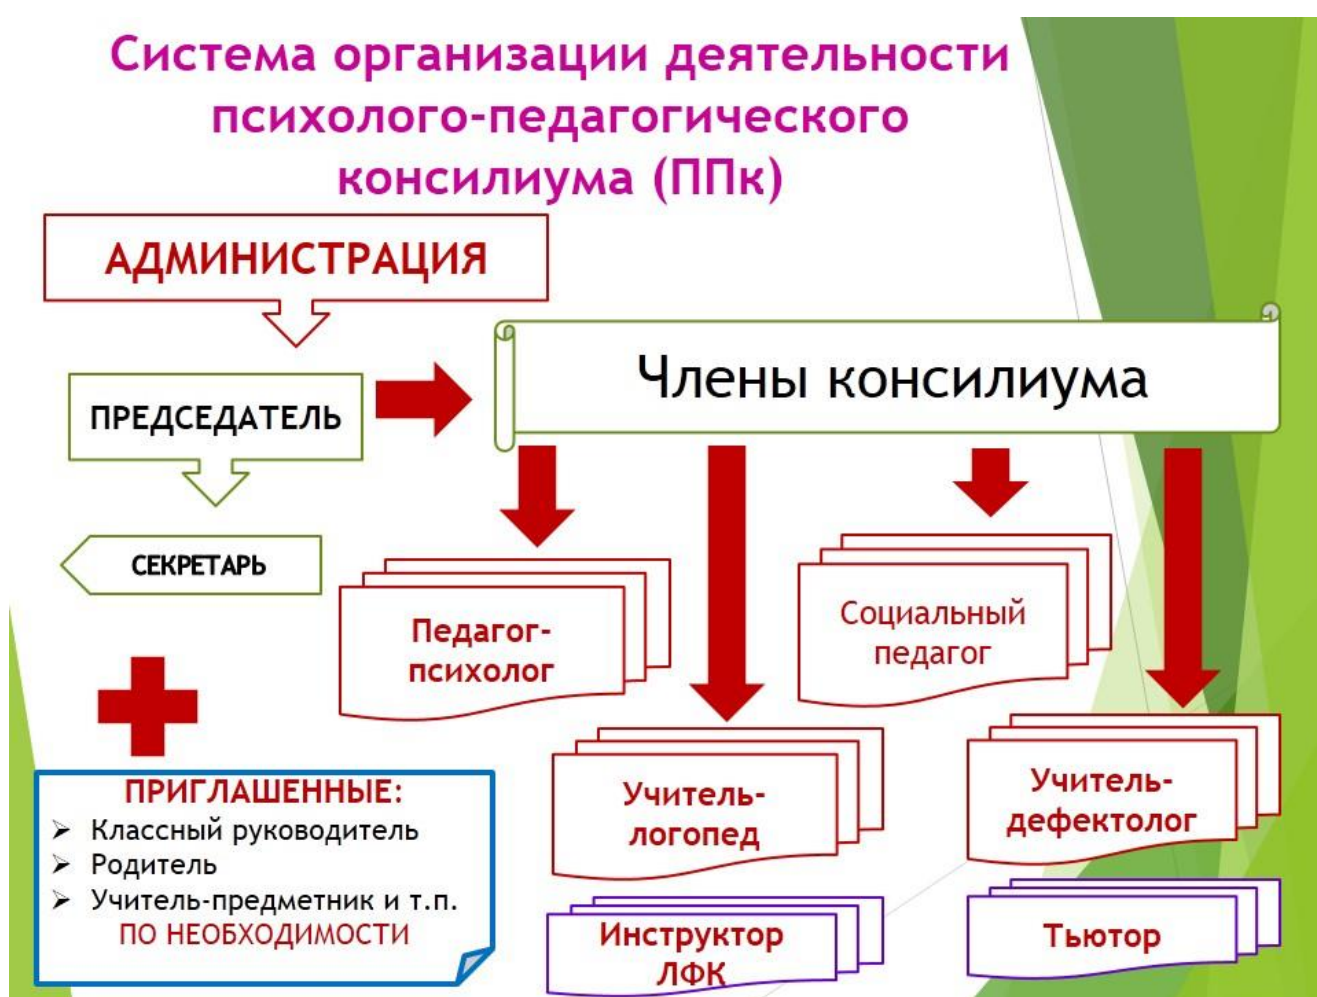 Система организации деятельности
психолого-педагогического
консилиума (ППк)
АДМИНИСТРАЦИЯ
Члены консилиума
ПРЕДСЕДАТЕЛЬ
СЕКРЕТАРЬ
Педагог-
психолог
Социальный
педагог
Учитель-
логопед
Учитель-
дефектолог
Инструктор
ЛФК
Тьютор
ПРИГЛАШЕННЫЕ:
Классный руководитель
Родитель
Учитель-предметник и т.п.
ПО НЕОБХОДИМОСТИ